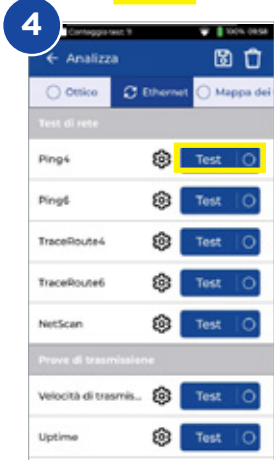 4
Conteggio test: 9 100% 09:58
← Analizza
Ottico Ethernet Mappa dei
Test di rete
Ping4 Test
Ping6 Test
TraceRoute4 Test
TraceRoute6 Test
NetScan Test
Prove di trasmissione
Velocità di trasmis... Test
Uptime Test